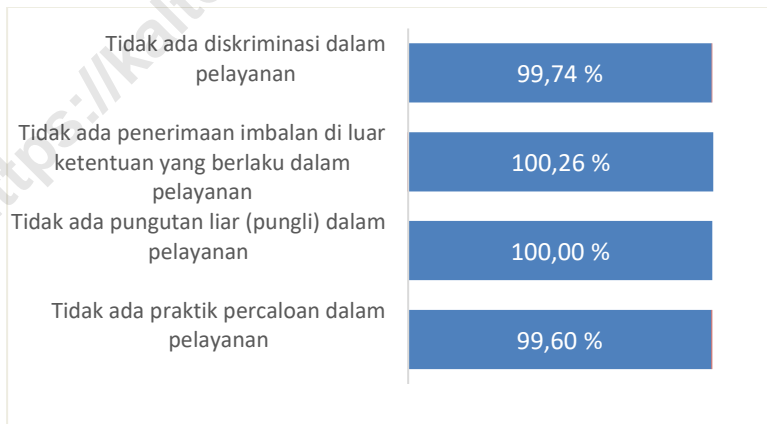 Tidak ada diskriminasi dalam
pelayanan
99,74 %
Tidak ada penerimaan imbalan di luar
ketentuan yang berlaku dalam
pelayanan
100,26 %
Tidak ada pungutan liar (pungli) dalam
pelayanan
100,00 %
Tidak ada praktik percaloan dalam
pelayanan
99,60 %